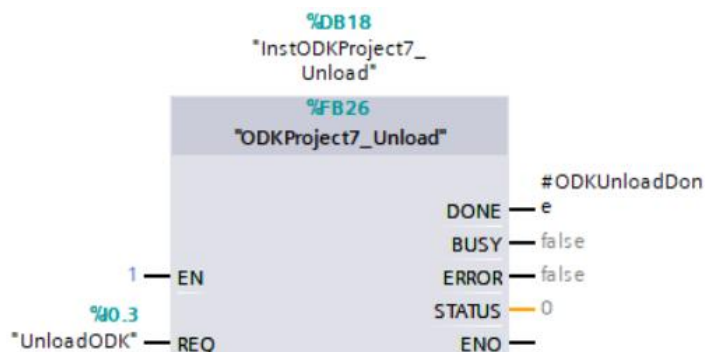 %DB18
"InstODKProject7_
Unload"
%FB26
"ODKProject7_Unload"
#ODKUnloadDon
DONE e
BUSY false
1 EN ERROR false
%I0.3 STATUS 0
"UnloadODK" REQ ENO